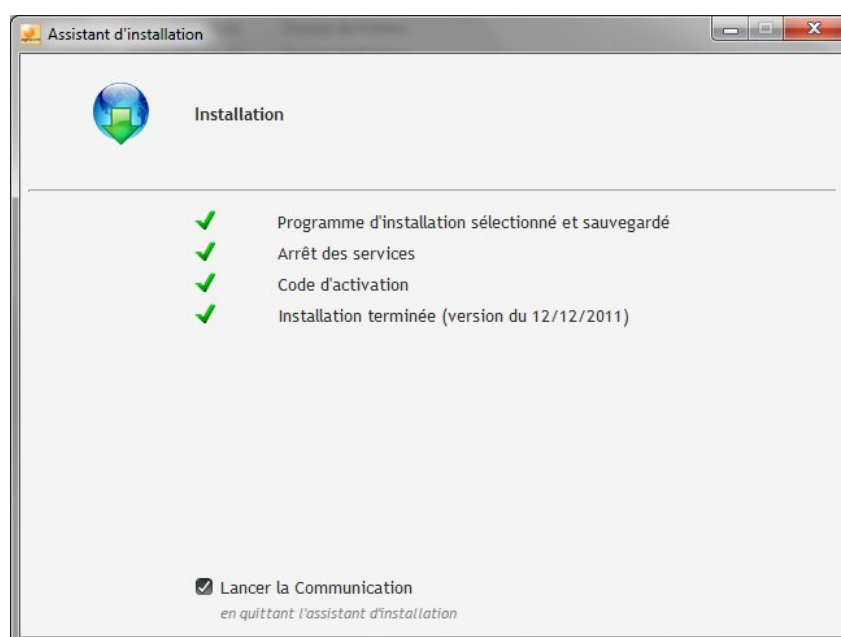 Assistant d'installation
Installation
Programme d'installation sélectionné et sauvegardé
Arrêt des services
Code d'activation
Installation terminée (version du 12/12/2011)
Lancer la Communication
en quittant l'assistant d'installation